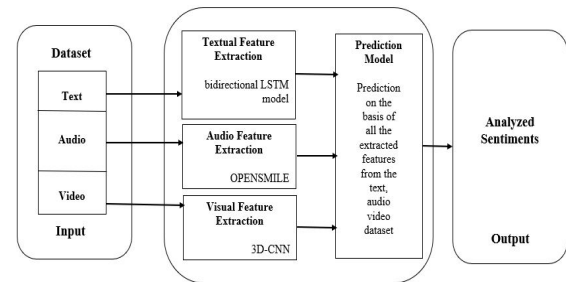 Dataset
Text
Audio
Video
Input
Textual Feature
Extraction
bidirectional LSTM
model
Audio Feature
Extraction
OPENSMILE
Visual Feature
Extraction
3D-CNN
Prediction
Model
Prediction
on the
basis of
all the
extracted
features
from the
text,
audio
video
dataset
Analyzed
Sentiments
Output